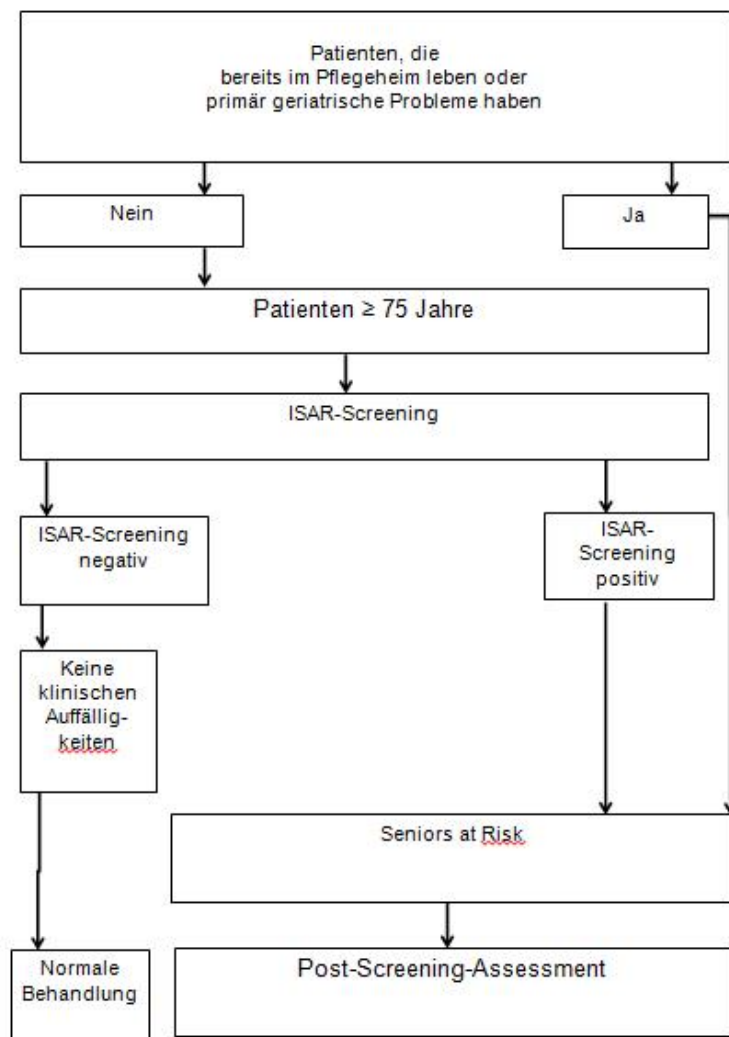 Patienten, die
bereits im Pflegeheim leben oder
primär geriatrische Probleme haben
Nein
Ja
Patienten ≥ 75 Jahre
ISAR-Screening
ISAR-Screening
negativ
ISAR-
Screening
positiv
Keine
klinischen
Auffällig-
keiten
Seniors at Risk
Normale
Behandlung
Post-Screening-Assessment